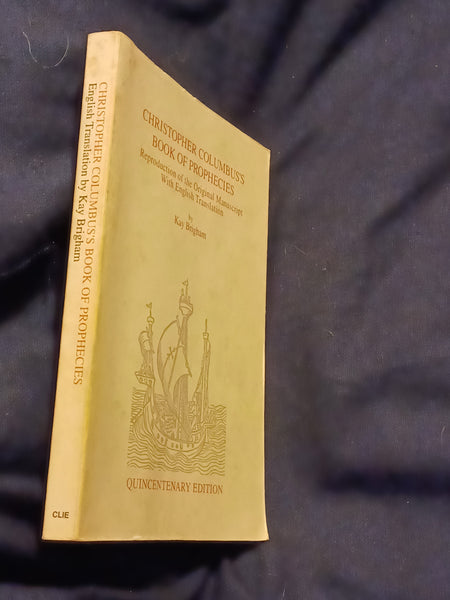 CHRISTOPHER COLUMBUS'S BOOK OF PROPHECIES
English Translation by Kay Brigham
CLIE
CHRISTOPHER COLUMBUS'S
BOOK OF PROPHECIES
Reproduction of the Original Manuscript
With English Translation
by
Kay Brigham
QUINCENTENARY EDITION